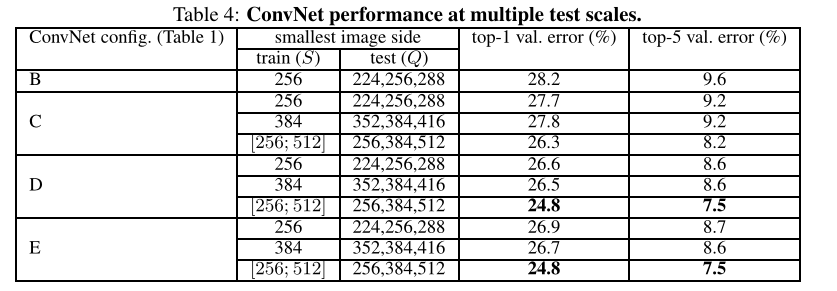 Table 4: ConvNet performance at multiple test scales.
ConvNet config. (Table 1) smallest image side top-1 val. error (%) top-5 val. error (%)
train (S) test (Q)
B 256 224,256,288 28.2 9.6
256 224,256,288 27.7 9.2
C 384 352,384,416 27.8 9.2
[256; 512] 256,384,512 26.3 8.2
256 224,256,288 26.6 8.6
D 384 352,384,416 26.5 8.6
[256; 512] 256,384,512 24.8 7.5
256 224,256,288 26.9 8.7
E 384 352,384,416 26.7 8.6
[256; 512] 256,384,512 24.8 7.5